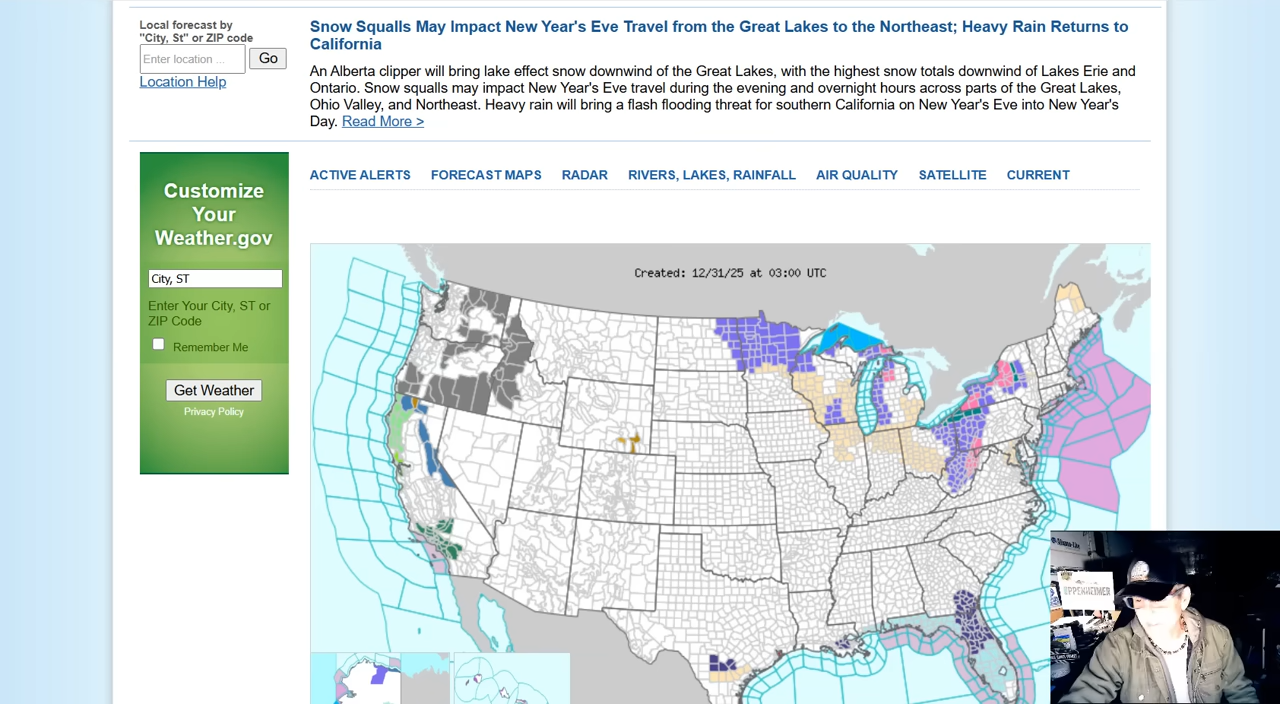 Local forecast by
"City, St" or ZIP code
Enter location ...
Go
Location Help
Snow Squalls May Impact New Year's Eve Travel from the Great Lakes to the Northeast; Heavy Rain Returns to
California
An Alberta clipper will bring lake effect snow downwind of the Great Lakes, with the highest snow totals downwind of Lakes Erie and
Ontario. Snow squalls may impact New Year's Eve travel during the evening and overnight hours across parts of the Great Lakes,
Ohio Valley, and Northeast. Heavy rain will bring a flash flooding threat for southern California on New Year's Eve into New Year's
Day. Read More >
Customize
Your
Weather.gov
City, ST
Enter Your City, ST or
ZIP Code
Remember Me
Get Weather
Privacy Policy
ACTIVE ALERTS FORECAST MAPS RADAR RIVERS, LAKES, RAINFALL AIR QUALITY SATELLITE CURRENT
Created: 12/31/25 at 03:00 UTC
OPPENHEIMER